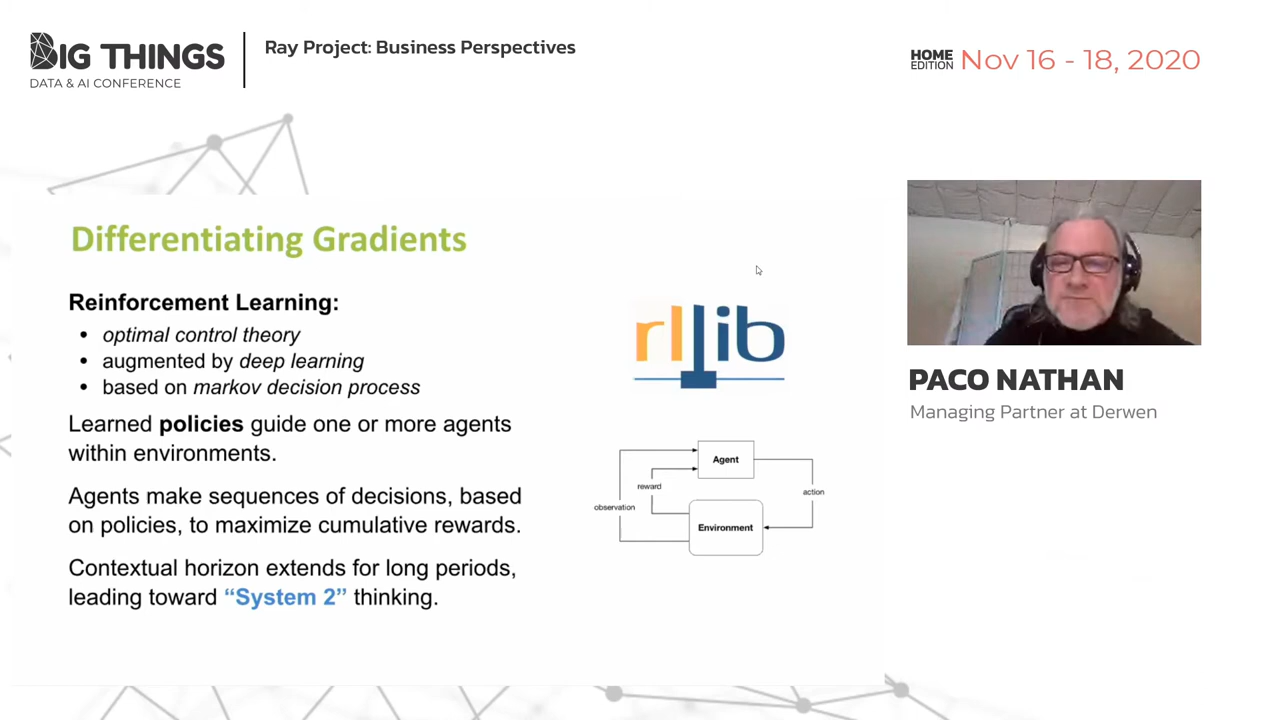 BIG THINGS
DATA & AI CONFERENCE
Ray Project: Business Perspectives
HOME
EDITION
Nov 16 - 18, 2020
Differentiating Gradients
Reinforcement Learning:
• optimal control theory
• augmented by deep learning
• based on markov decision process
Learned policies guide one or more agents
within environments.
Agents make sequences of decisions, based
on policies, to maximize cumulative rewards.
Contextual horizon extends for long periods,
leading toward “System 2” thinking.
rllib
Agent
reward
action
observation
Environment
PACO NATHAN
Managing Partner at Derwen